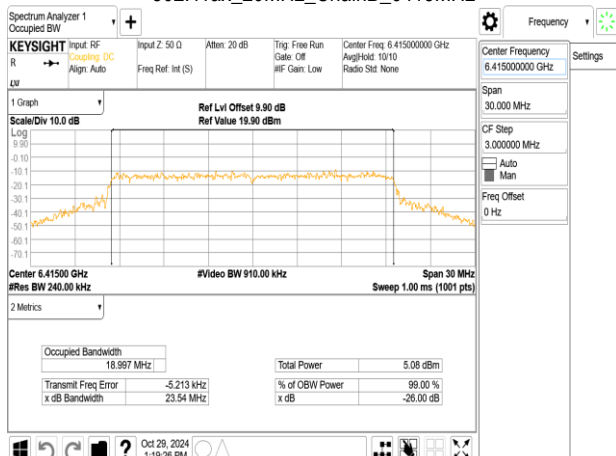 Spectrum Analyzer 1
Occupied BW
Frequency
Settings
KEYSIGHT
R
Input: RF
Coupling: DC
Align: Auto
Input Z: 50 Ω
Freq Ref: Int (S)
Atten: 20 dB
Trig: Free Run
Gate: Off
#IF Gain: Low
Center Freq: 6.415000000 GHz
Avg|Hold: 10/10
Radio Std: None
Center Frequency
6.415000000 GHz
Span
30.000 MHz
CF Step
3.000000 MHz
Auto
Man
Freq Offset
0 Hz
1 Graph
Scale/Div 10.0 dB
Ref Lvl Offset 9.90 dB
Ref Value 19.90 dBm
Log
9.90
-0.10
-10.1
-20.1
-30.1
-40.1
-50.1
-60.1
-70.1
Center 6.41500 GHz
#Video BW 910.00 kHz
Span 30 MHz
#Res BW 240.00 kHz
Sweep 1.00 ms (1001 pts)
2 Metrics
Occupied Bandwidth
18.997 MHz
Total Power 5.08 dBm
Transmit Freq Error -5.213 kHz
% of OBW Power 99.00 %
x dB Bandwidth 23.54 MHz
x dB -26.00 dB
Oct 29, 2024
1:19:26 PM